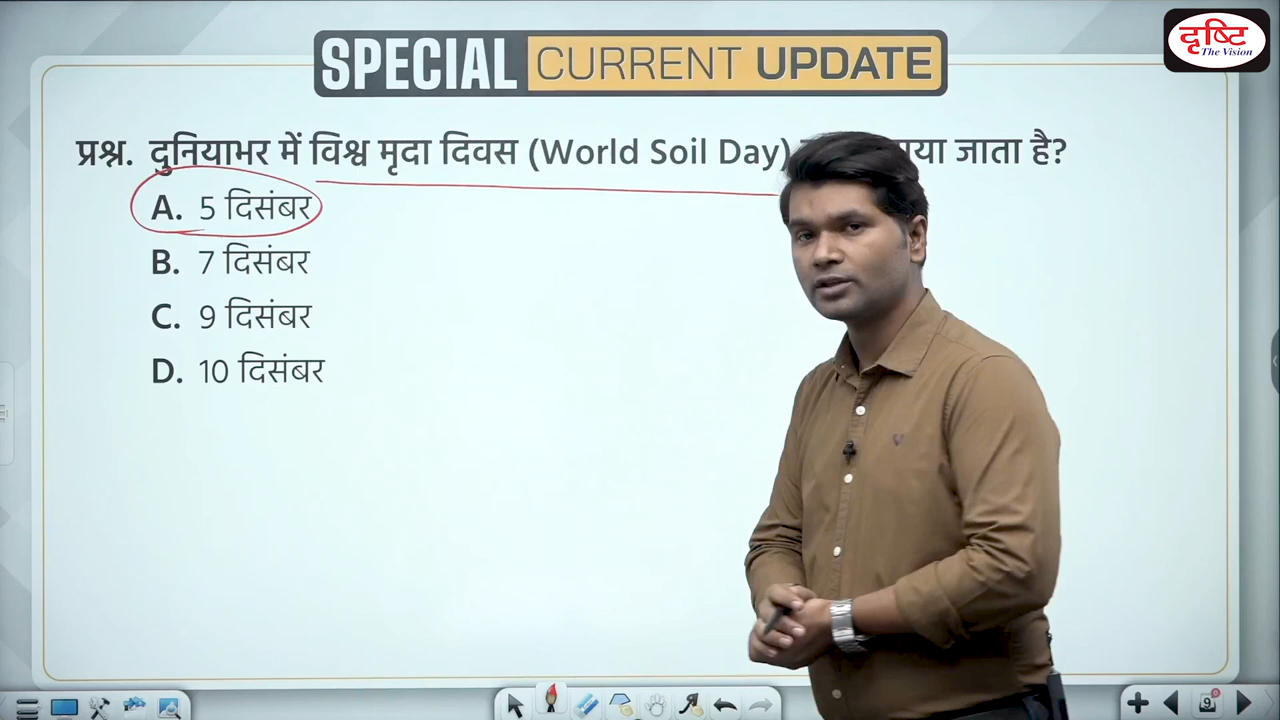 दृष्टि
The Vision
SPECIAL CURRENT UPDATE
प्रश्न. दुनियाभर में विश्व मृदा दिवस (World Soil Day) जाता है?
A. 5 दिसंबर
B. 7 दिसंबर
C. 9 दिसंबर
D. 10 दिसंबर
9